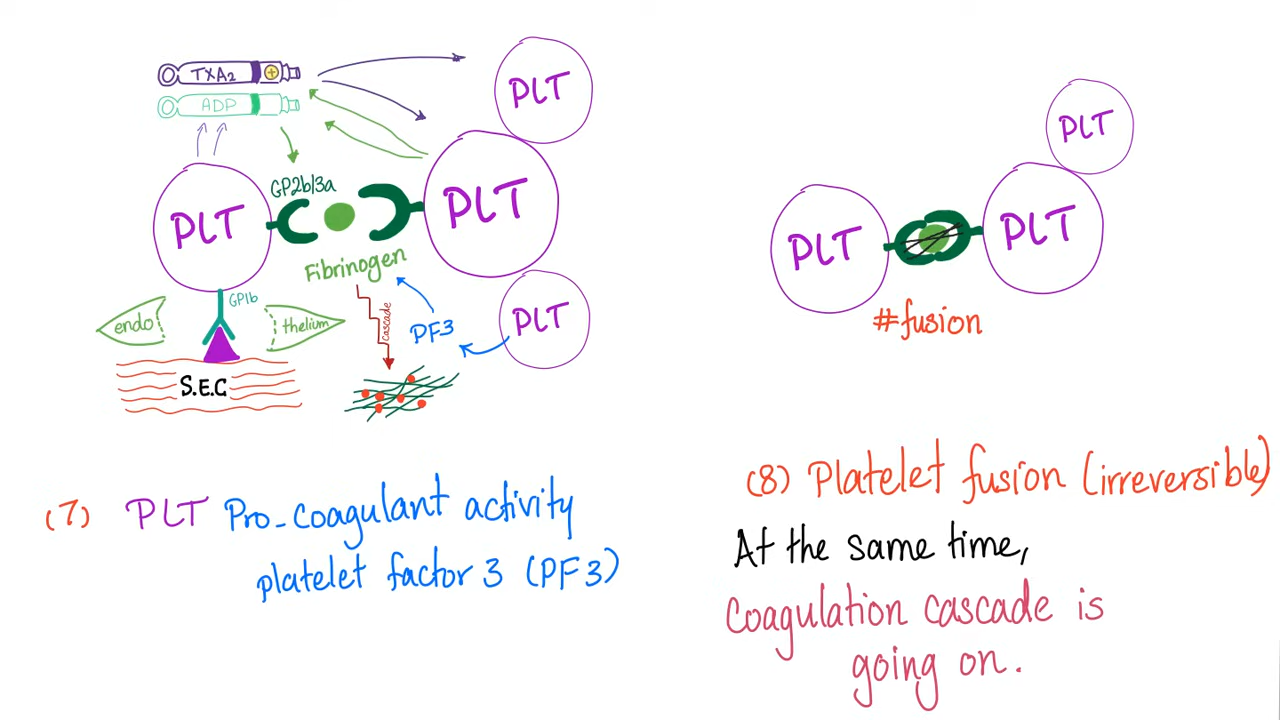 TXA2
ADP
PLT
PLT
GP2b/3a
PLT
PLT
Fibrinogen
GP1b
endo
thelium
S.E.C
Cascade
PF3
PLT
(7) PLT Pro-coagulant activity
platelet factor 3 (PF3)
PLT
PLT
PLT
#fusion
(8) Platelet fusion (irreversible)
At the same time,
Coagulation cascade is
going on.